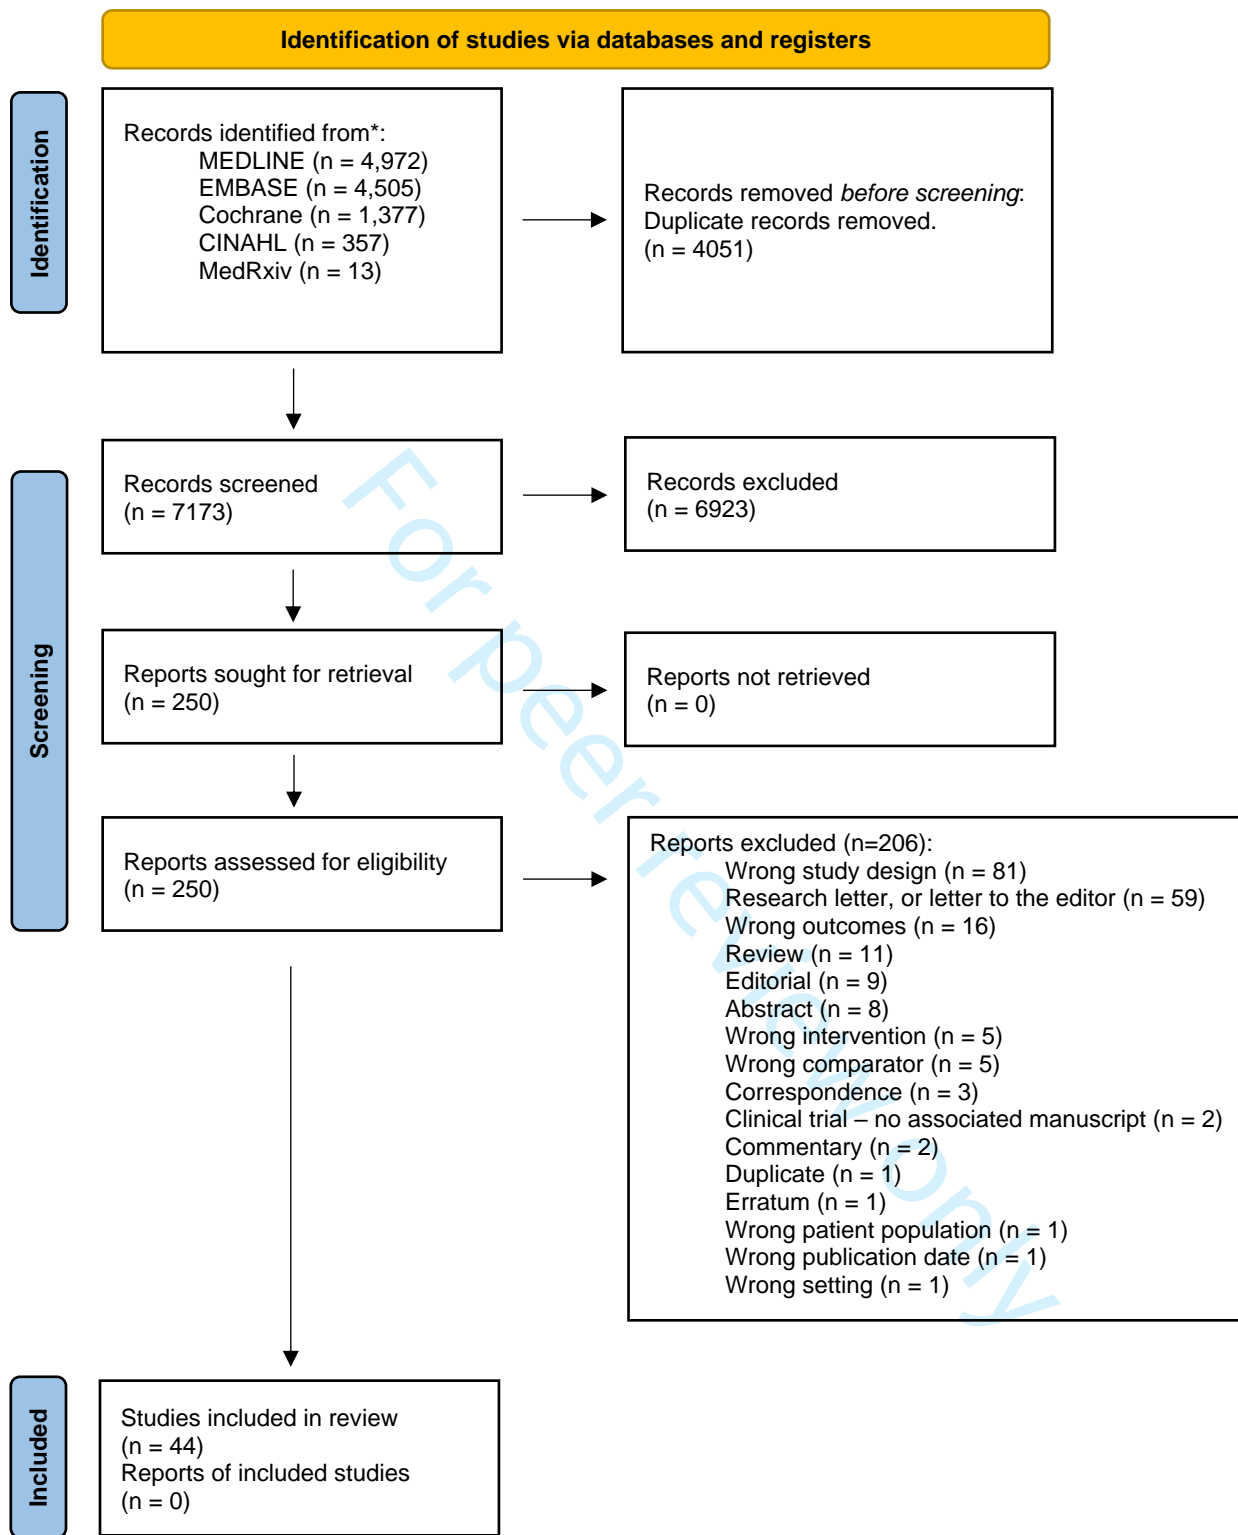 Identification of studies via databases and registers
Identification
Records identified from*:
MEDLINE (n = 4,972)
EMBASE (n = 4,505)
Cochrane (n = 1,377)
CINAHL (n = 357)
MedRxiv (n = 13)
Records removed before screening:
Duplicate records removed.
(n = 4051)
Screening
Records screened
(n = 7173)
Records excluded
(n = 6923)
Reports sought for retrieval
(n = 250)
Reports not retrieved
(n = 0)
Reports assessed for eligibility
(n = 250)
Reports excluded (n=206):
Wrong study design (n = 81)
Research letter, or letter to the editor (n = 59)
Wrong outcomes (n = 16)
Review (n = 11)
Editorial (n = 9)
Abstract (n = 8)
Wrong intervention (n = 5)
Wrong comparator (n = 5)
Correspondence (n = 3)
Clinical trial – no associated manuscript (n = 2)
Commentary (n = 2)
Duplicate (n = 1)
Erratum (n = 1)
Wrong patient population (n = 1)
Wrong publication date (n = 1)
Wrong setting (n = 1)
Included
Studies included in review
(n = 44)
Reports of included studies
(n = 0)
For peer review only